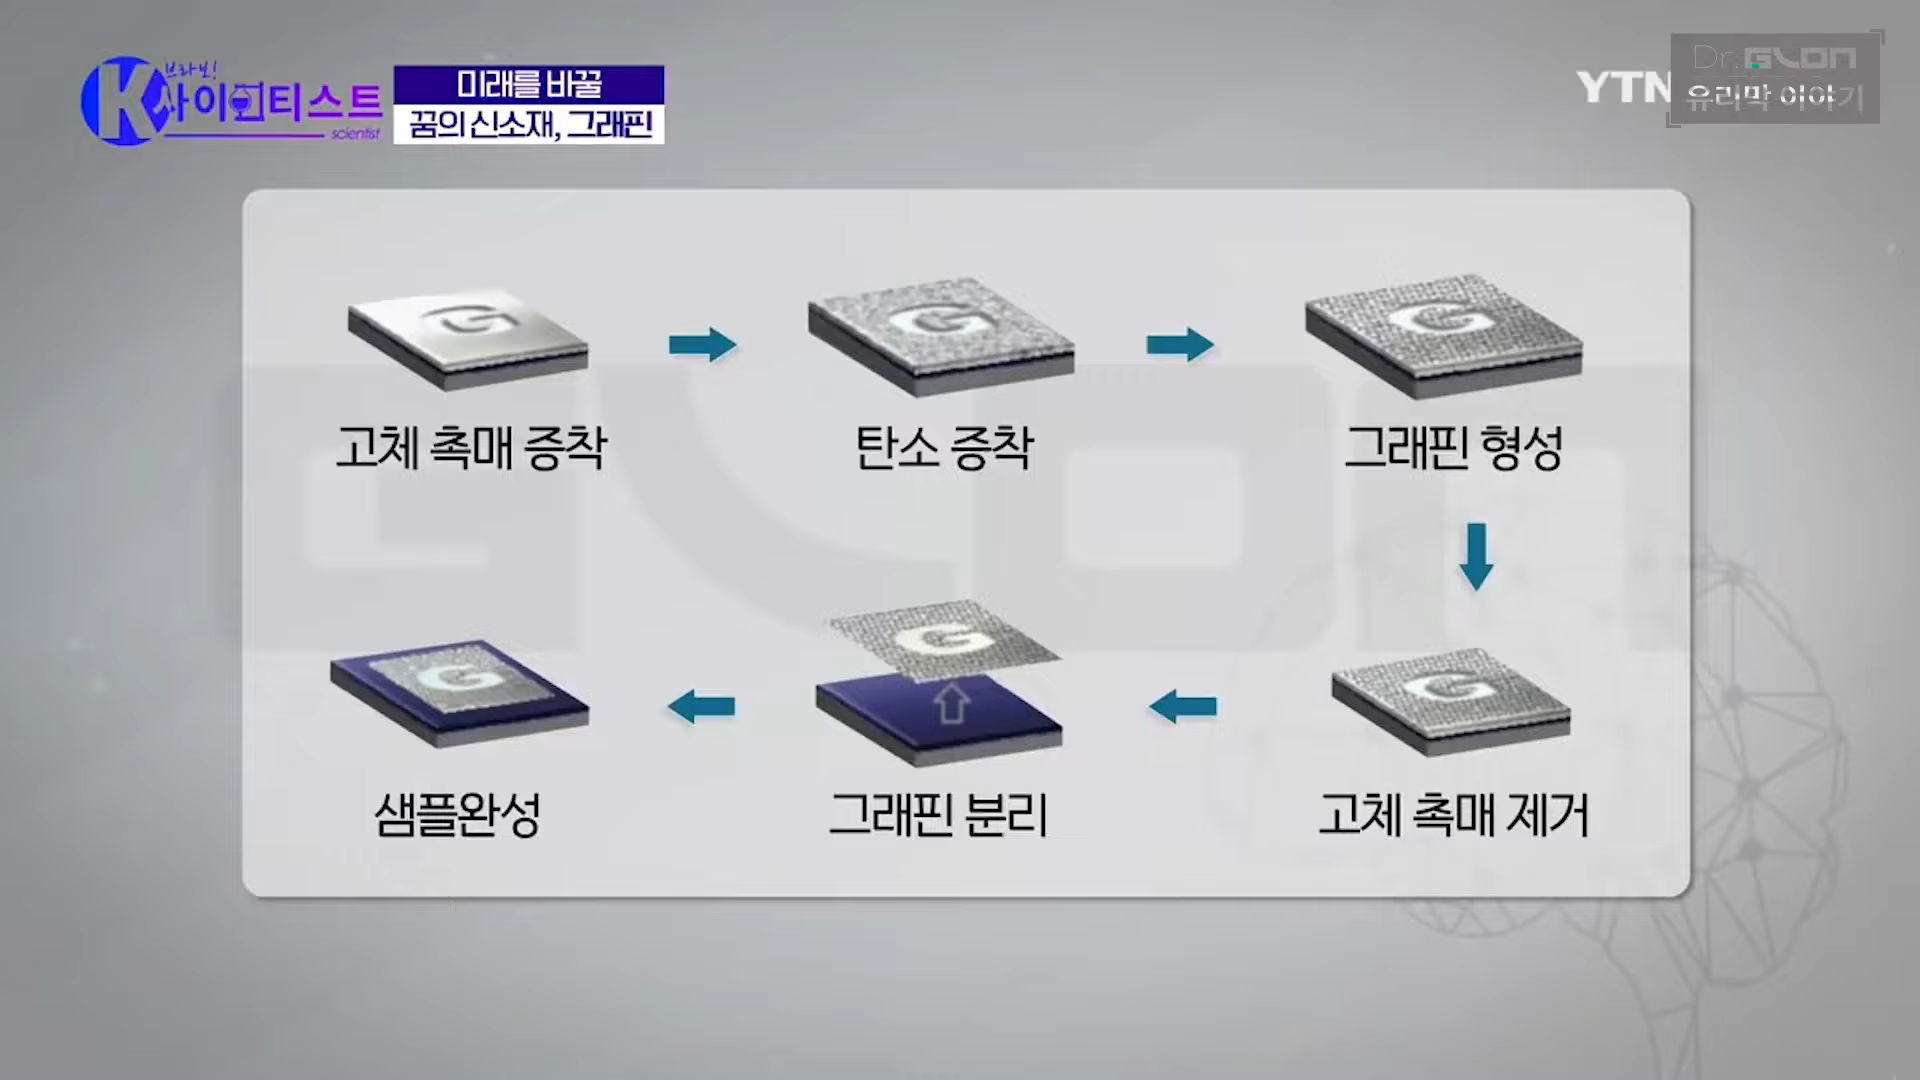 브라보!
K사이언티스트
scientist
미래를 바꿀
꿈의 신소재, 그래핀
YTN
Dr.GLON
유리막 이야기
고체 촉매 증착
탄소 증착
그래핀 형성
샘플완성
그래핀 분리
고체 촉매 제거
GLON